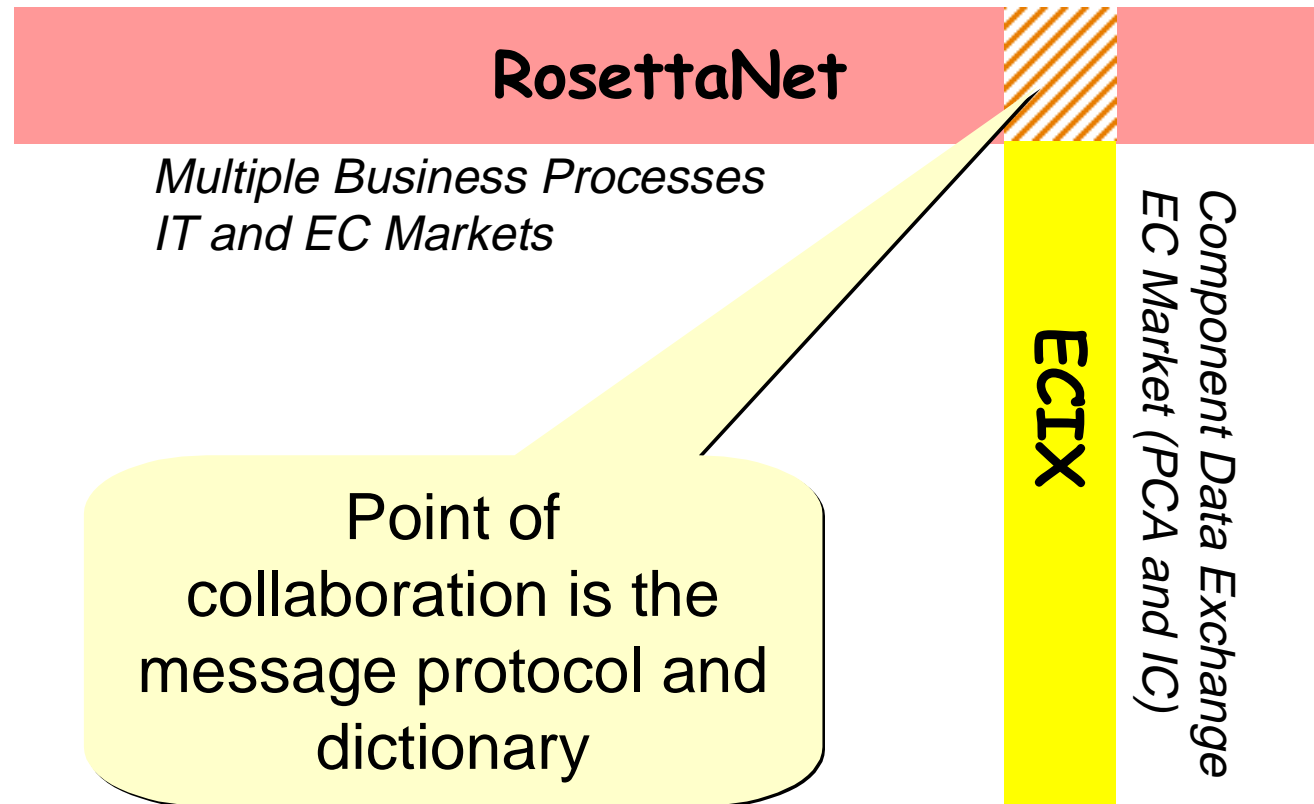 RosettaNet
Multiple Business Processes
IT and EC Markets
ECIX
Component Data Exchange
EC Market (PCA and IC)
Point of
collaboration is the
message protocol and
dictionary